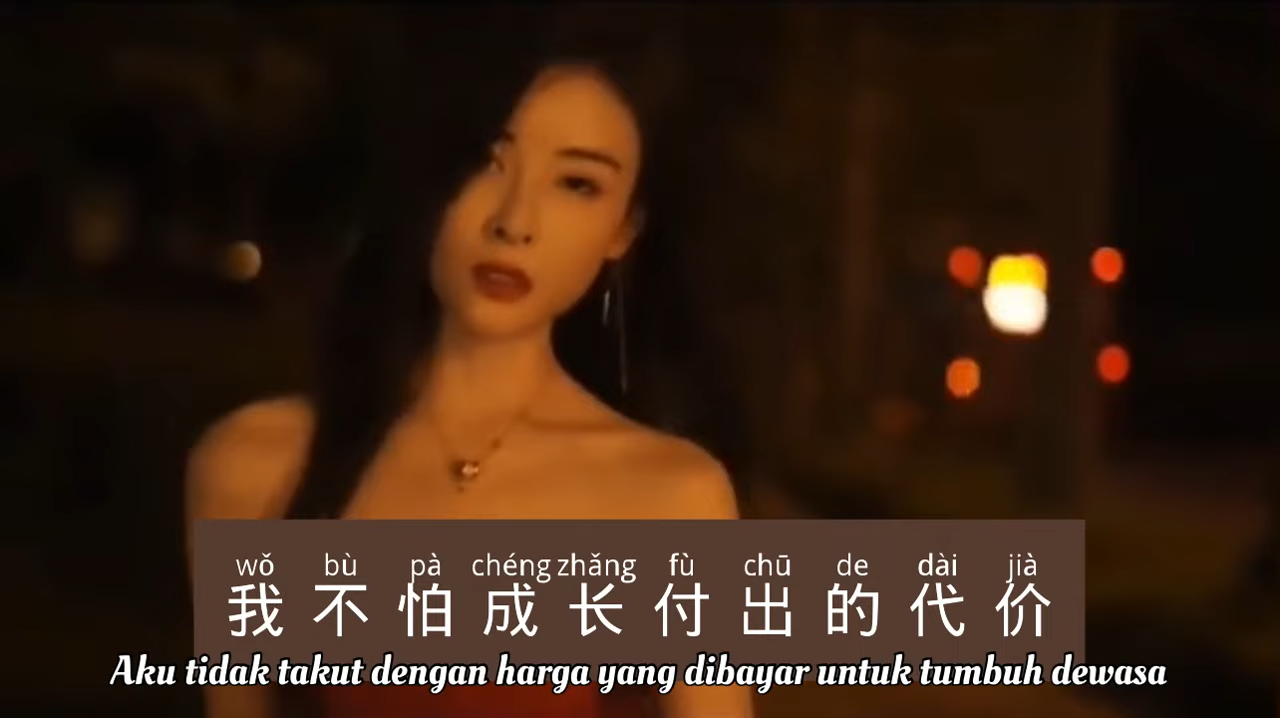 wǒ bù pà chéng zhǎng fù chū de dài jià
我不怕成长付出的代价
Aku tidak takut dengan harga yang dibayar untuk tumbuh dewasa